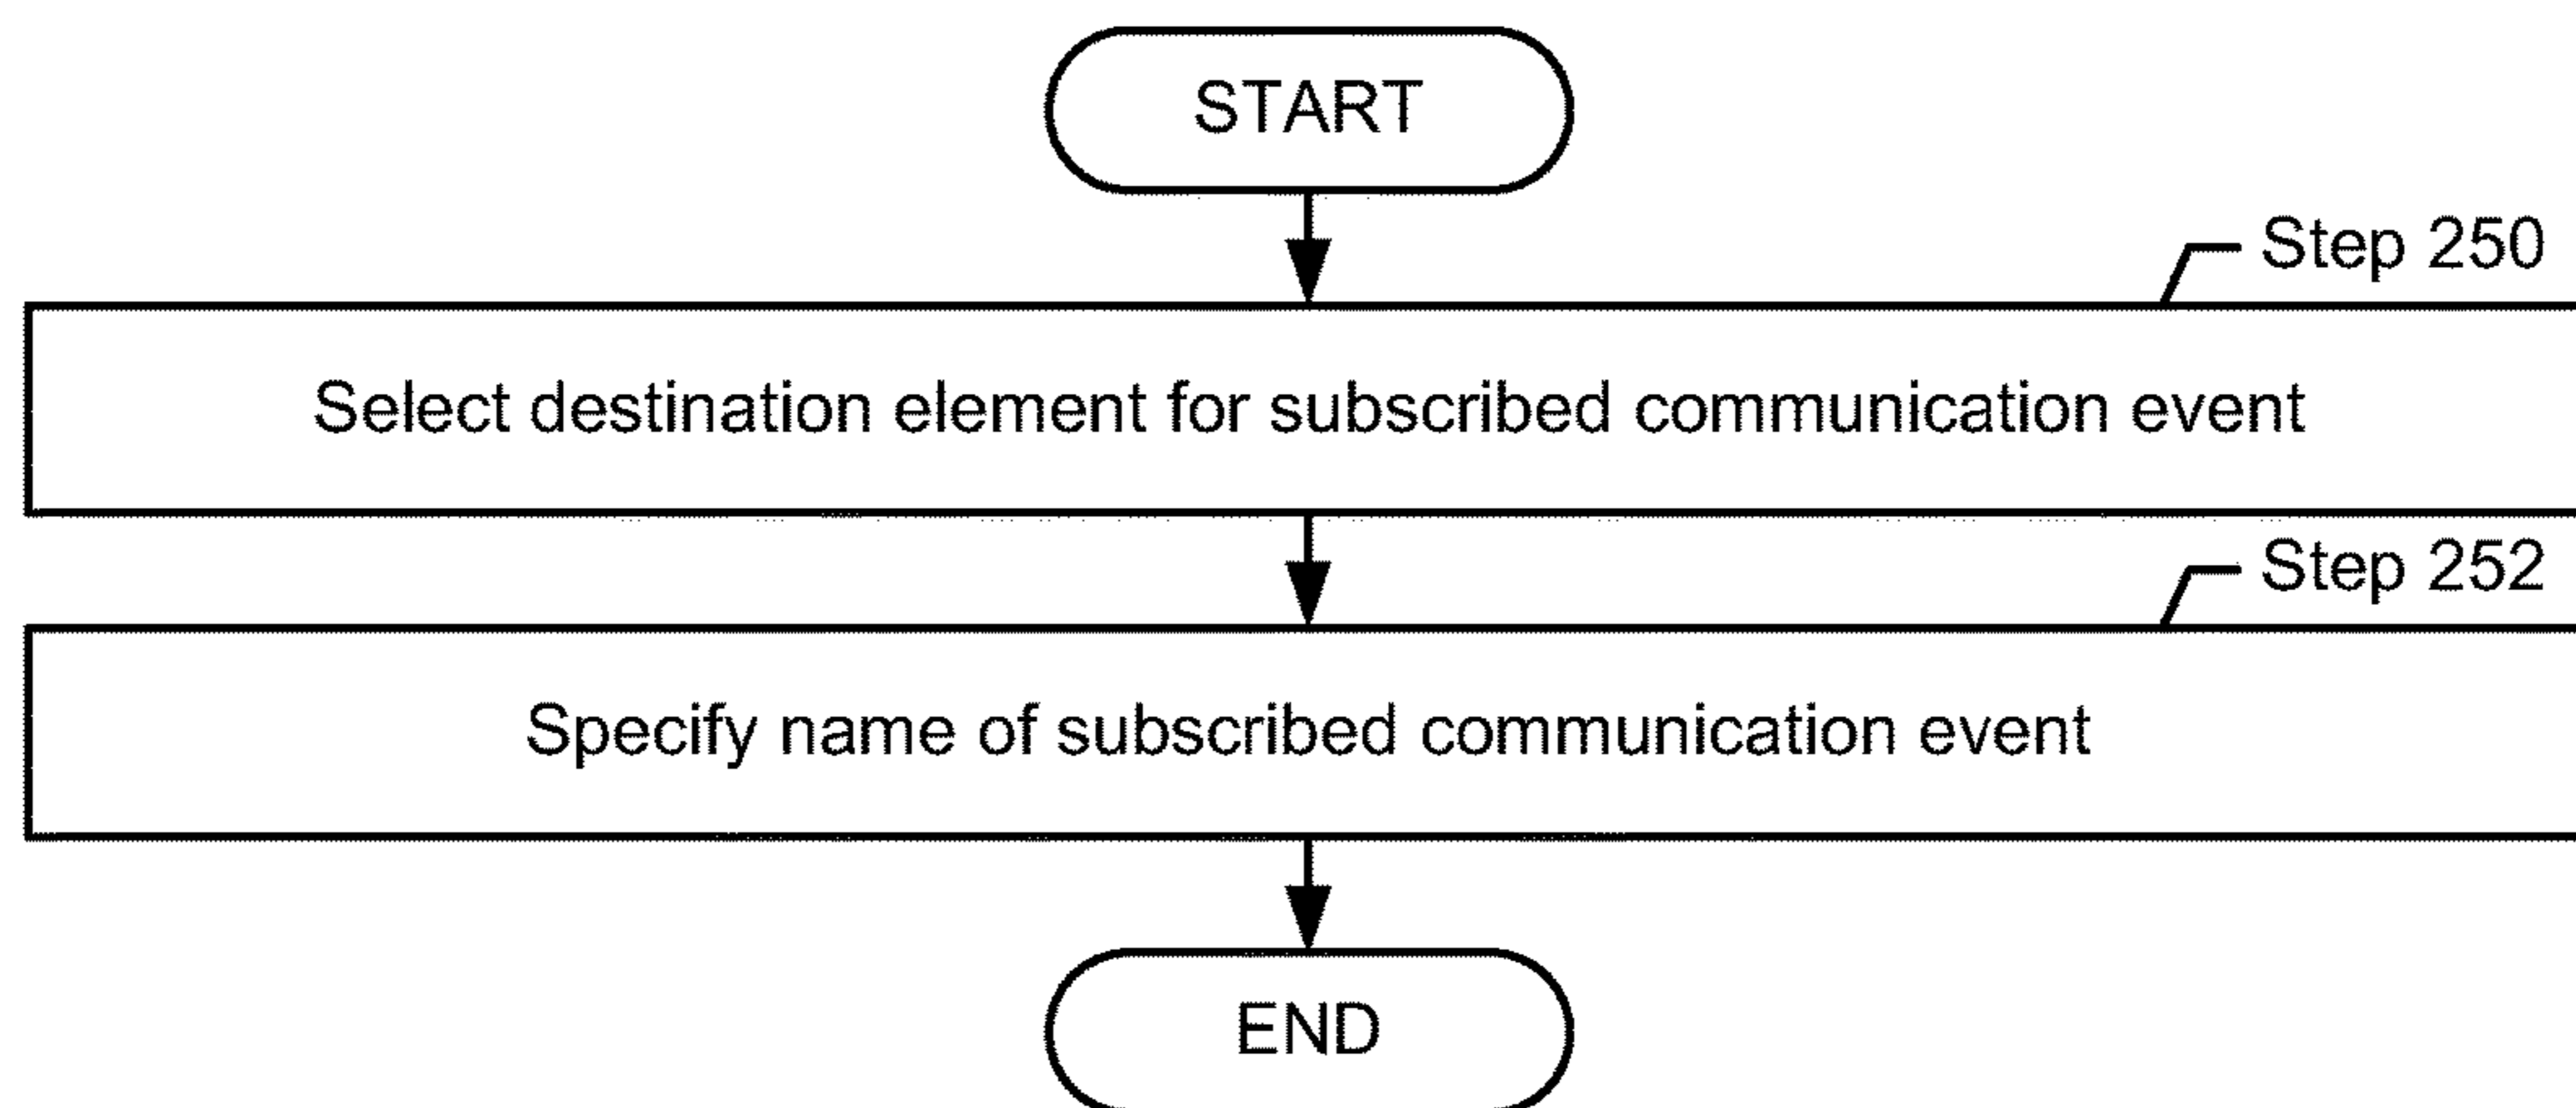 START
Step 250
Select destination element for subscribed communication event
Step 252
Specify name of subscribed communication event
END